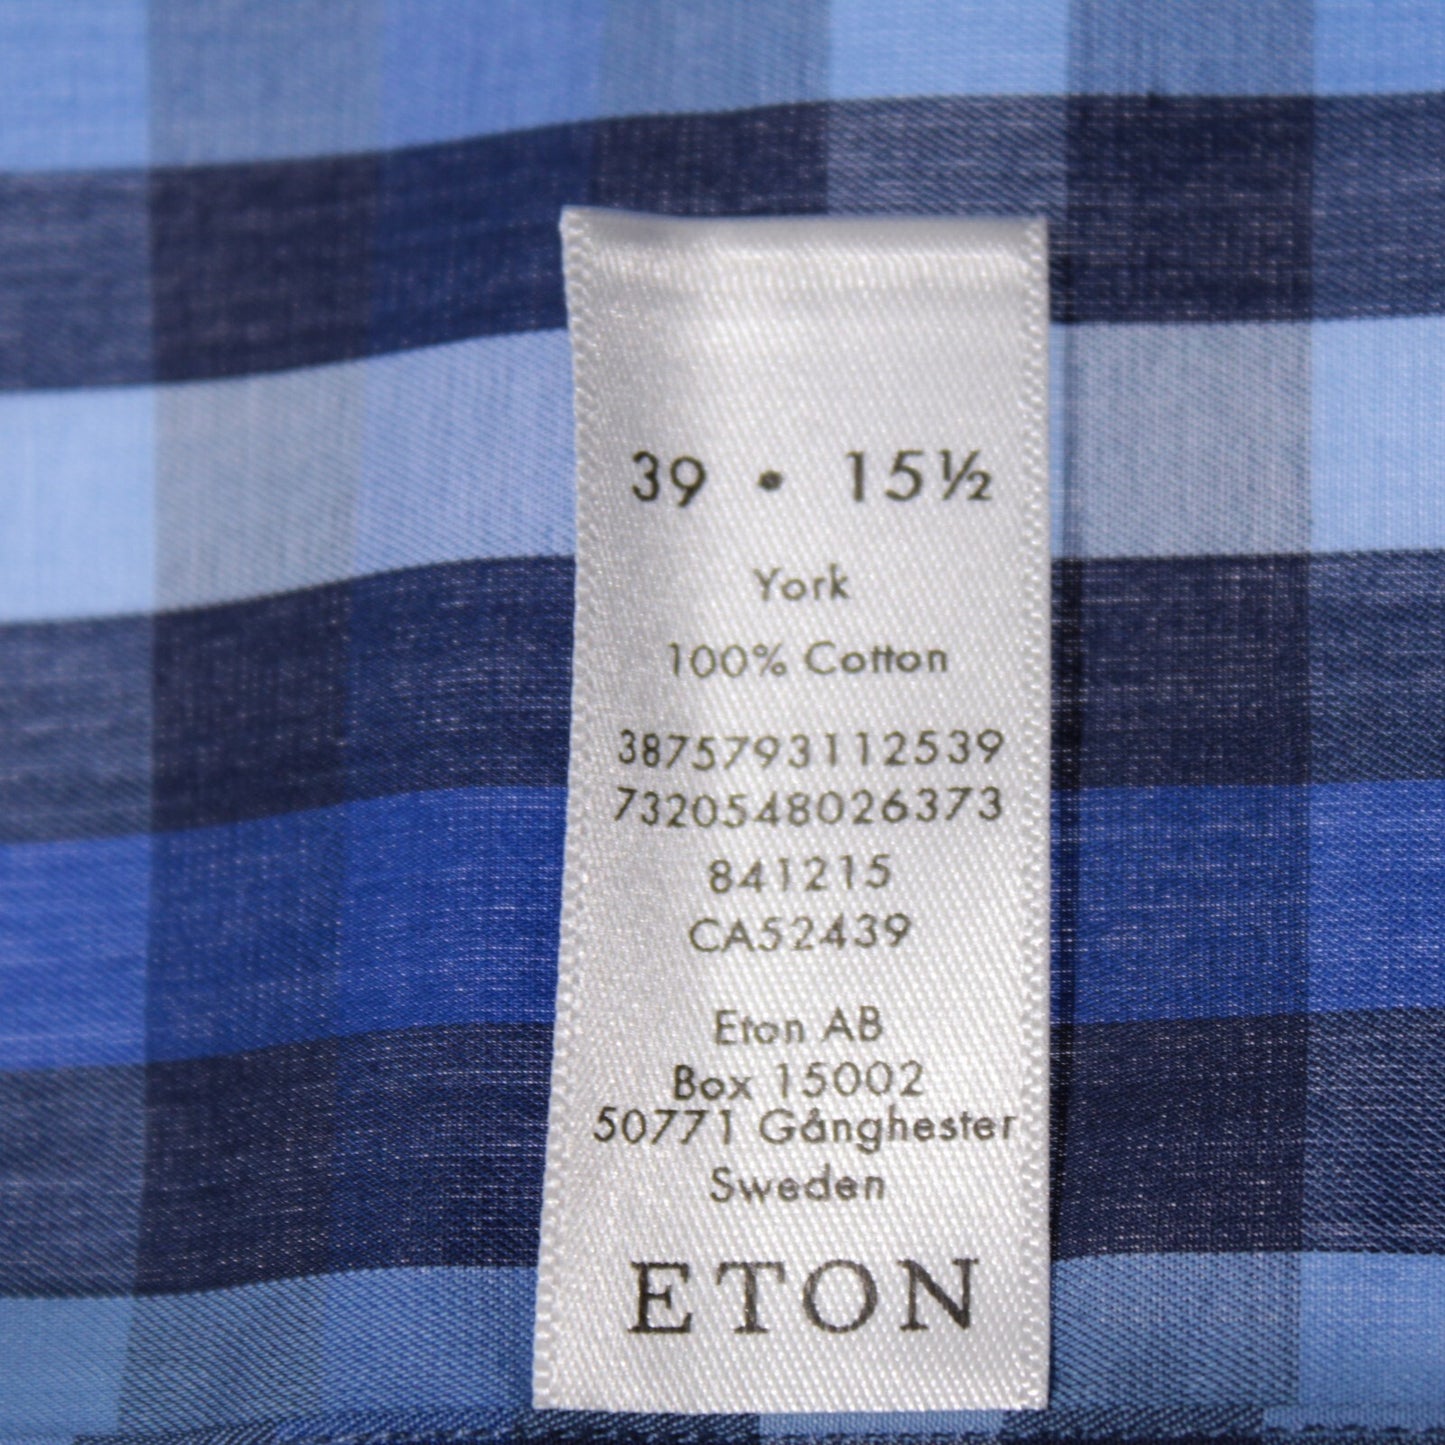 39 • 15½
York
100% Cotton
3875793112539
7320548026373
841215
CA52439
Eton AB
Box 15002
50771 Gånghester
Sweden
ETON